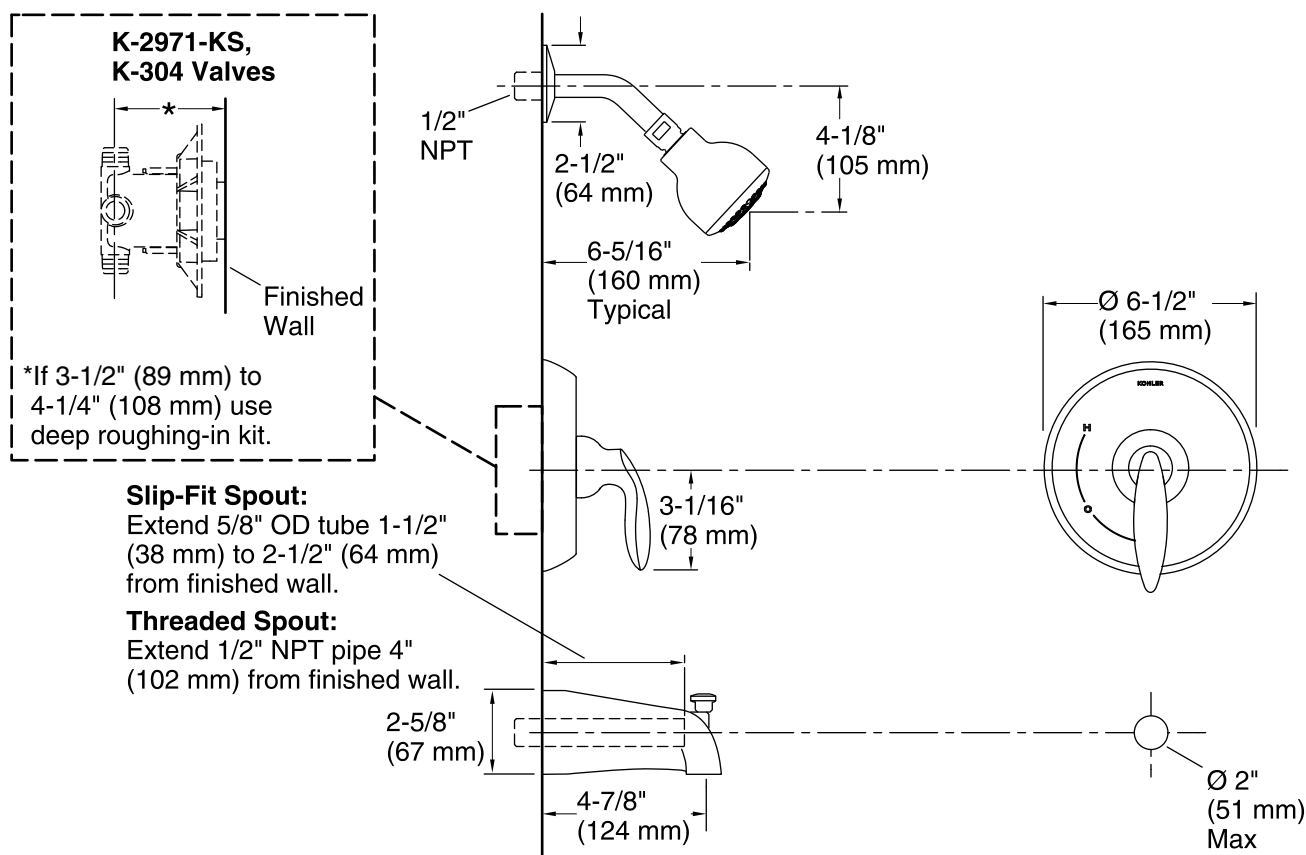 K-2971-KS,
K-304 Valves
*
Finished
Wall
*If 3-1/2" (89 mm) to
4-1/4" (108 mm) use
deep roughing-in kit.
1/2"
NPT
2-1/2"
(64 mm)
4-1/8"
(105 mm)
6-5/16"
(160 mm)
Typical
Ø 6-1/2"
(165 mm)
KOHLER
H
C
3-1/16"
(78 mm)
Slip-Fit Spout:
Extend 5/8" OD tube 1-1/2"
(38 mm) to 2-1/2" (64 mm)
from finished wall.
Threaded Spout:
Extend 1/2" NPT pipe 4"
(102 mm) from finished wall.
2-5/8"
(67 mm)
4-7/8"
(124 mm)
Ø 2"
(51 mm)
Max